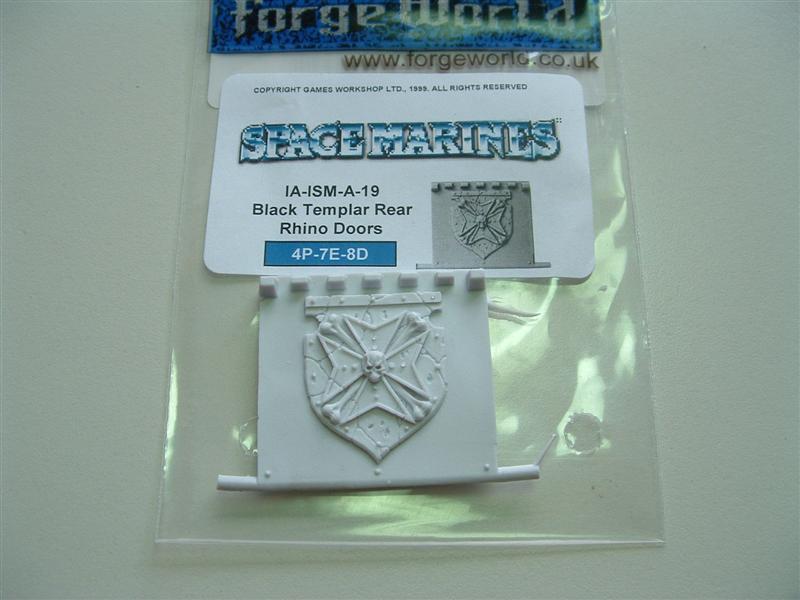 Forge World
www.forgeworld.co.uk
COPYRIGHT GAMES WORKSHOP LTD., 1999. ALL RIGHTS RESERVED
SPACE MARINES
IA-ISM-A-19
Black Templar Rear
Rhino Doors
4P-7E-8D